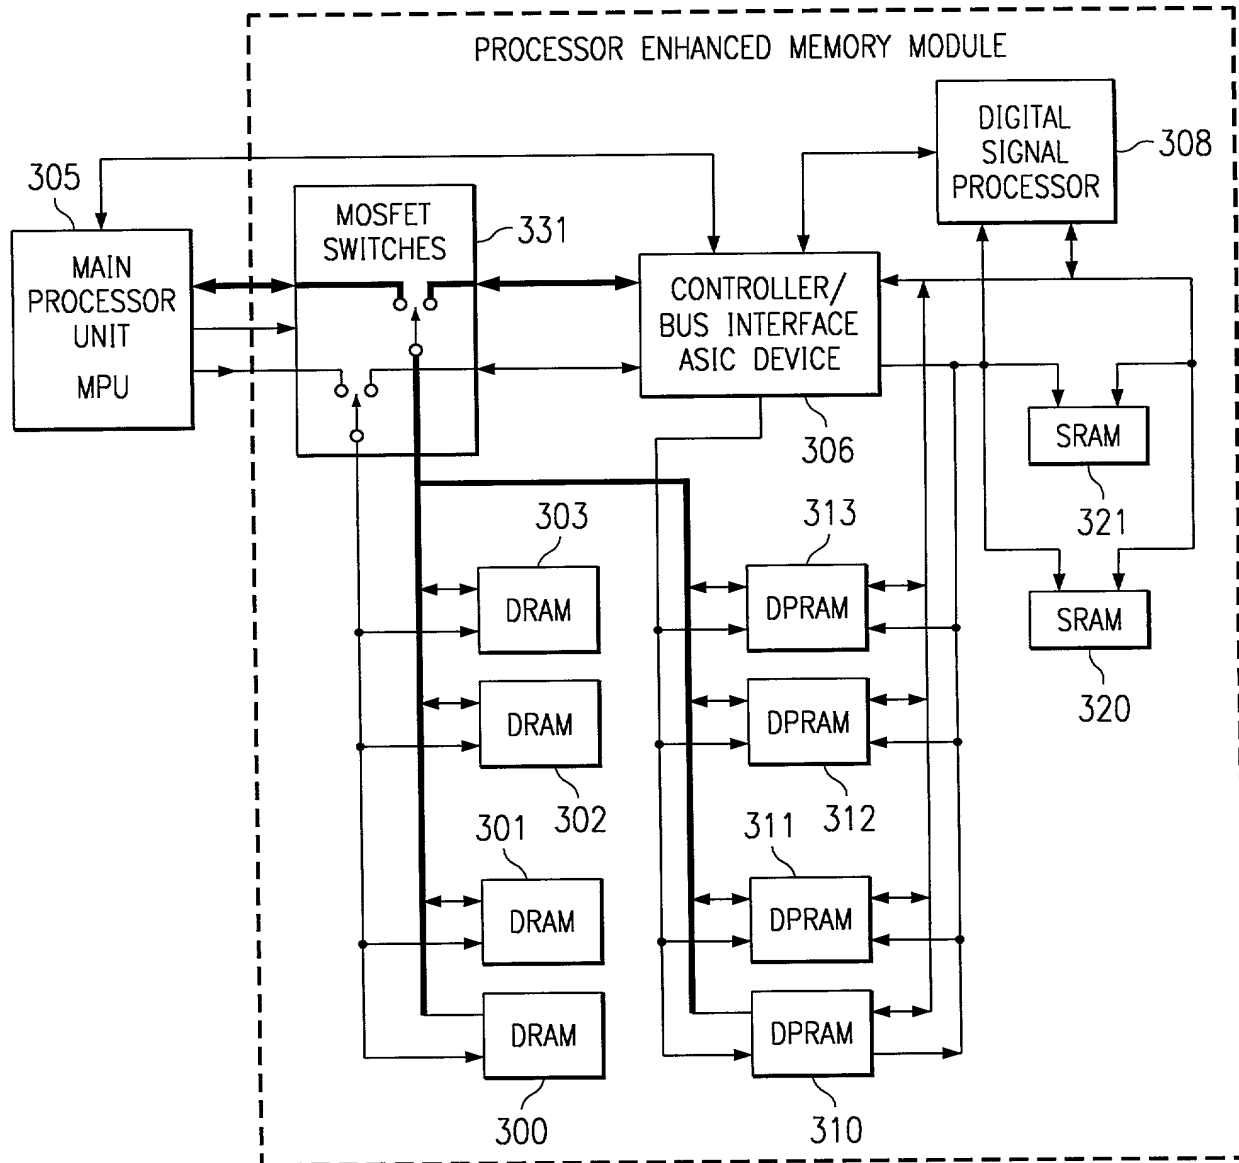 PROCESSOR ENHANCED MEMORY MODULE
DIGITAL
SIGNAL
PROCESSOR
308
305
MOSFET
SWITCHES
331
MAIN
PROCESSOR
UNIT
MPU
CONTROLLER/
BUS INTERFACE
ASIC DEVICE
306
SRAM
321
303
313
DRAM
DPRAM
SRAM
320
DRAM
DPRAM
302
312
301
311
DRAM
DPRAM
DRAM
DPRAM
300
310